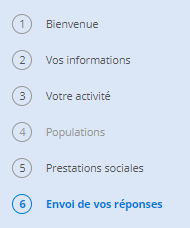 1 Bienvenue
2 Vos informations
3 Votre activité
4 Populations
5 Prestations sociales
6 Envoi de vos réponses